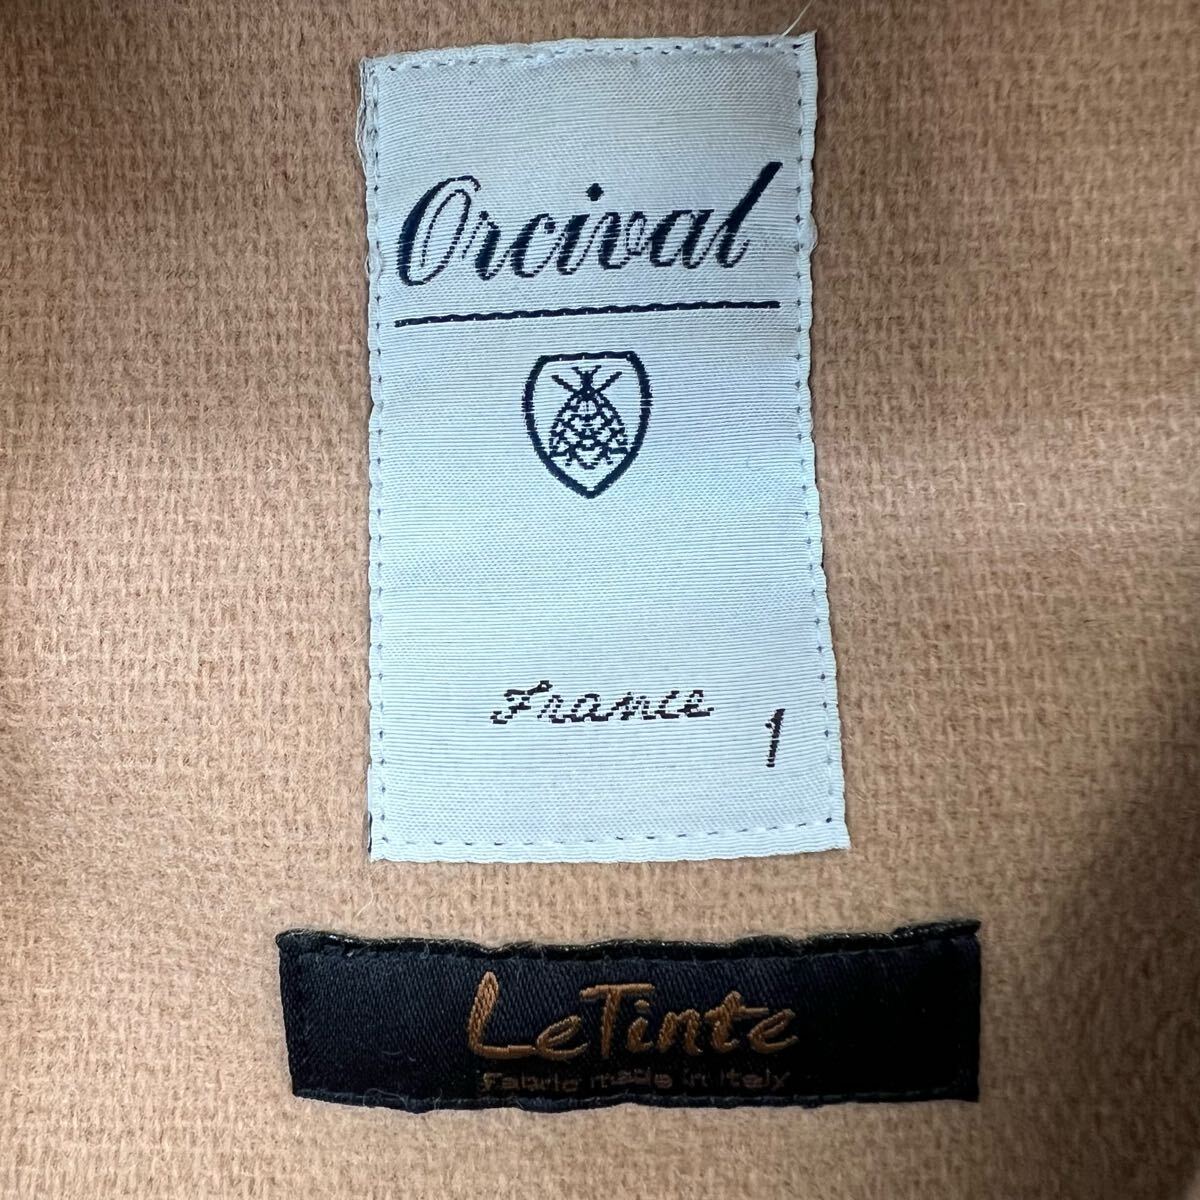 Orcival
France
1
LeTinte
Fabric made in Italy